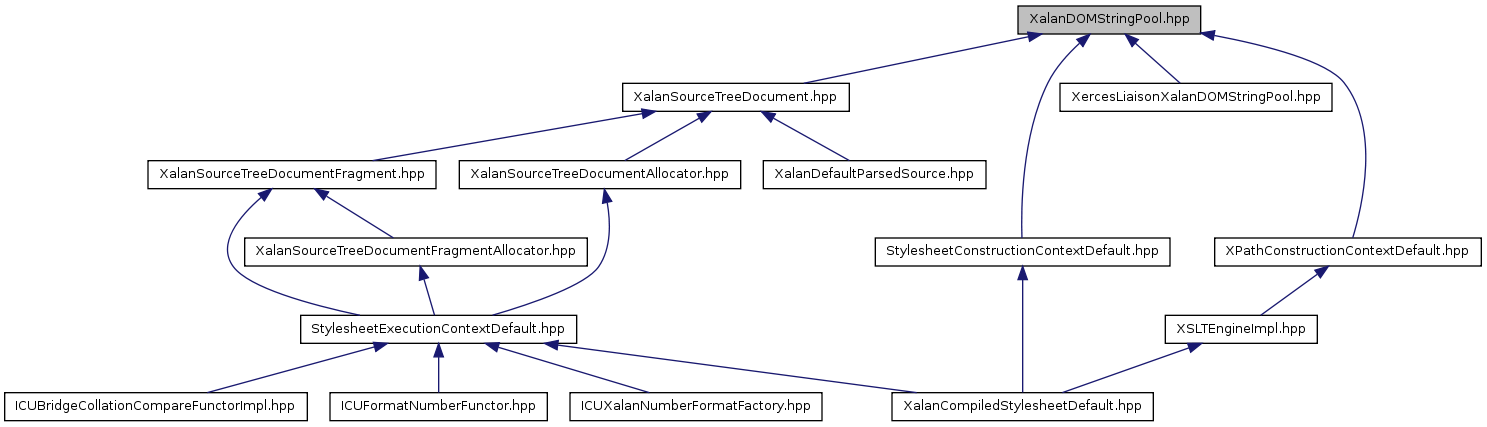 XalanDOMStringPool.hpp
XalanSourceTreeDocument.hpp
XercesLiaisonXalanDOMStringPool.hpp
XalanSourceTreeDocumentFragment.hpp
XalanSourceTreeDocumentAllocator.hpp
XalanDefaultParsedSource.hpp
XalanSourceTreeDocumentFragmentAllocator.hpp
StylesheetConstructionContextDefault.hpp
XPathConstructionContextDefault.hpp
StylesheetExecutionContextDefault.hpp
XSLTEngineImpl.hpp
ICUBridgeCollationCompareFunctorImpl.hpp
ICUFormatNumberFunctor.hpp
ICUXalanNumberFormatFactory.hpp
XalanCompiledStylesheetDefault.hpp